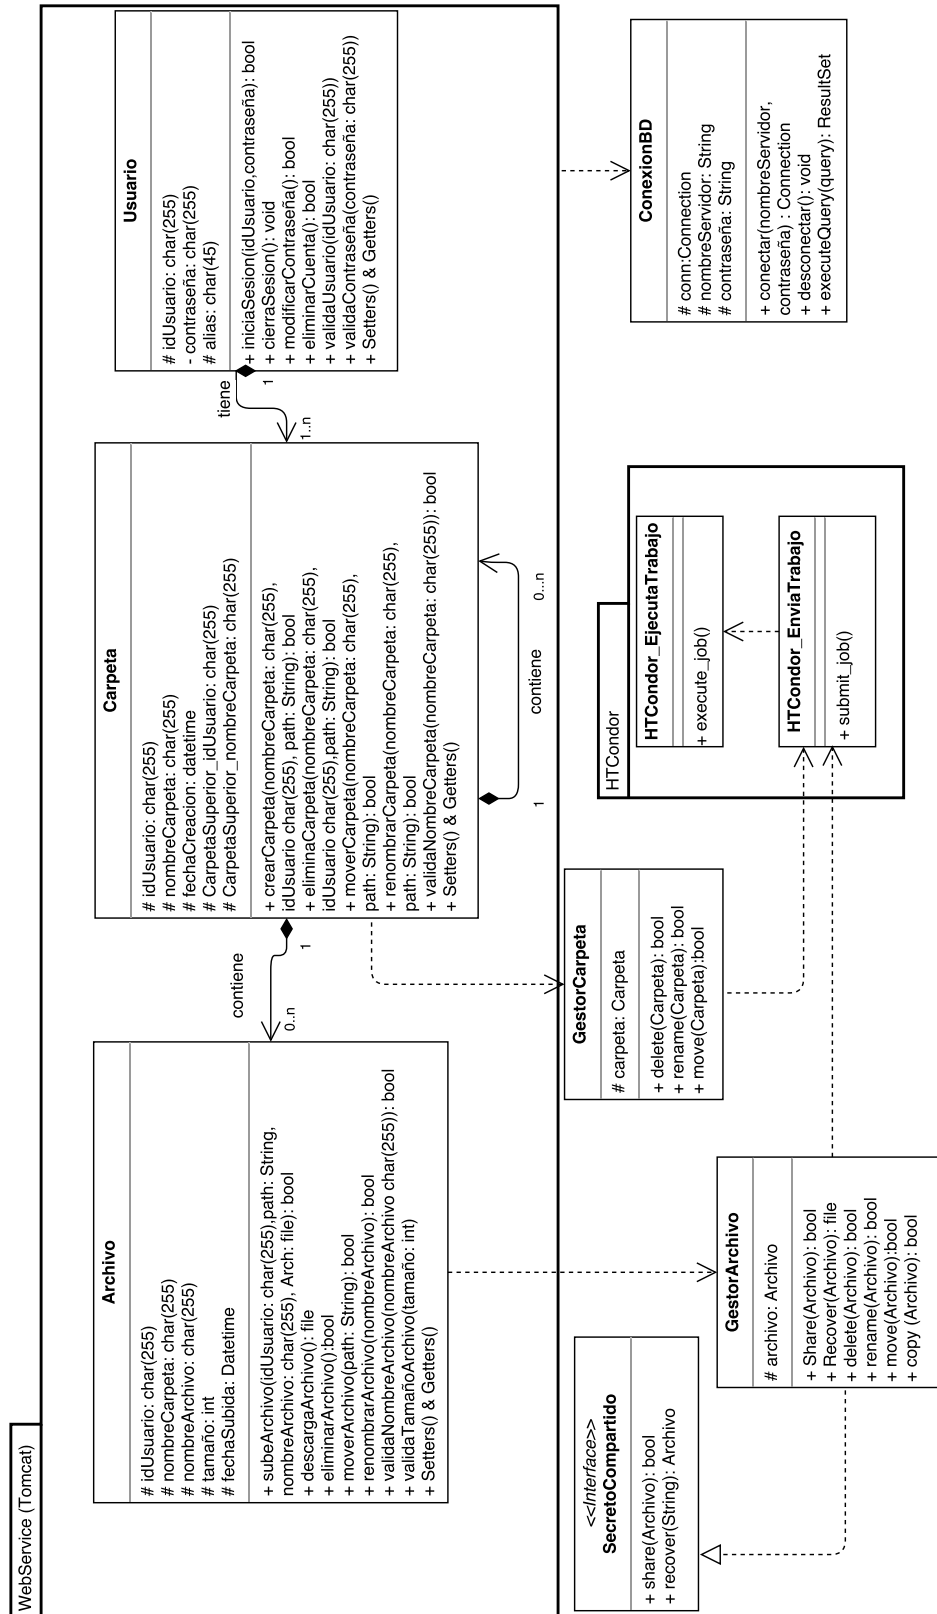 WebService (Tomcat)
Archivo
# idUsuario: char(255)
# nombreCarpeta: char(255)
# nombreArchivo: char(255)
# tamaño: int
# fechaSubida: Datetime
+ subeArchivo(idUsuario: char(255),path: String,
nombreArchivo: char(255), Arch: file): bool
+ descargaArchivo(): file
+ eliminarArchivo():bool
+ moverArchivo(path: String): bool
+ renombrarArchivo(nombreArchivo): bool
+ validaNombreArchivo(nombreArchivo char(255)): bool
+ validaTamañoArchivo(tamaño: int)
+ Setters() & Getters()
contiene
1
0..n
Carpeta
# idUsuario: char(255)
# nombreCarpeta: char(255)
# fechaCreacion: datetime
# CarpetaSuperior_idUsuario: char(255)
# CarpetaSuperior_nombreCarpeta: char(255)
+ crearCarpeta(nombreCarpeta: char(255),
idUsuario char(255), path: String): bool
+ eliminaCarpeta(nombreCarpeta: char(255),
idUsuario char(255),path: String): bool
+ moverCarpeta(nombreCarpeta: char(255),
path: String): bool
+ renobrarCarpeta(nombreCarpeta: char(255),
path: String): bool
+ validaNombreCarpeta(nombreCarpeta: char(255)): bool
+ Setters() & Getters()
contiene
1
0...n
tiene
1
1..n
Usuario
# idUsuario: char(255)
- contraseña: char(255)
# alias: char(45)
+ iniciaSesion(idUsuario,contraseña): bool
+ cierraSesion(): void
+ modificarContraseña(): bool
+ eliminarCuenta(): bool
+ validaUsuario(idUsuario: char(255))
+ validaContraseña(contraseña: char(255))
+ Setters() & Getters()
<<Interface>>
SecretoCompartido
+ share(Archivo): bool
+ recover(String): Archivo
GestorArchivo
# archivo: Archivo
+ Share(Archivo): bool
+ Recover(Archivo): file
+ delete(Archivo): bool
+ rename(Archivo): bool
+ move(Archivo):bool
+ copy (Archivo): bool
GestorCarpeta
# carpeta: Carpeta
+ delete(Carpeta): bool
+ rename(Carpeta): bool
+ move(Carpeta):bool
HTCondor
HTCondor_EjecutaTrabajo
+ execute_job()
HTCondor_EnviaTrabajo
+ submit_job()
ConexionBD
# conn:Connection
# nombreServidor: String
# contraseña: String
+ conectar(nombreServidor,
contraseña) : Connection
+ desconectar(): void
+ executeQuery(query): ResultSet